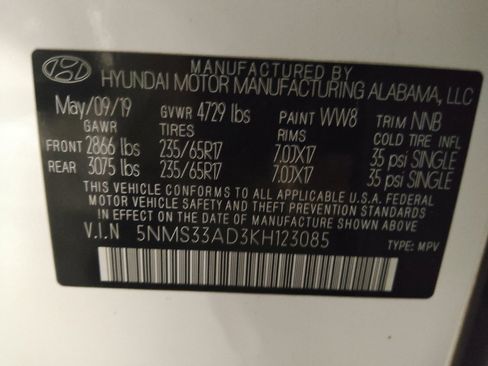 MANUFACTURED BY
HYUNDAI MOTOR MANUFACTURING ALABAMA, LLC
May/09/19 GVWR 4729 lbs PAINT WW8 TRIM NNB
GAWR TIRES RIMS COLD TIRE INFL
FRONT 2866 lbs 235/65R17 7.0JX17 35 psi SINGLE
REAR 3075 lbs 235/65R17 7.0JX17 35 psi SINGLE
THIS VEHICLE CONFORMS TO ALL APPLICABLE U.S.A. FEDERAL
MOTOR VEHICLE SAFETY AND THEFT PREVENTION STANDARDS
IN EFFECT ON THE DATE OF MANUFACTURE SHOWN ABOVE.
V.I.N 5NMS33AD3KH123085 TYPE: MPV